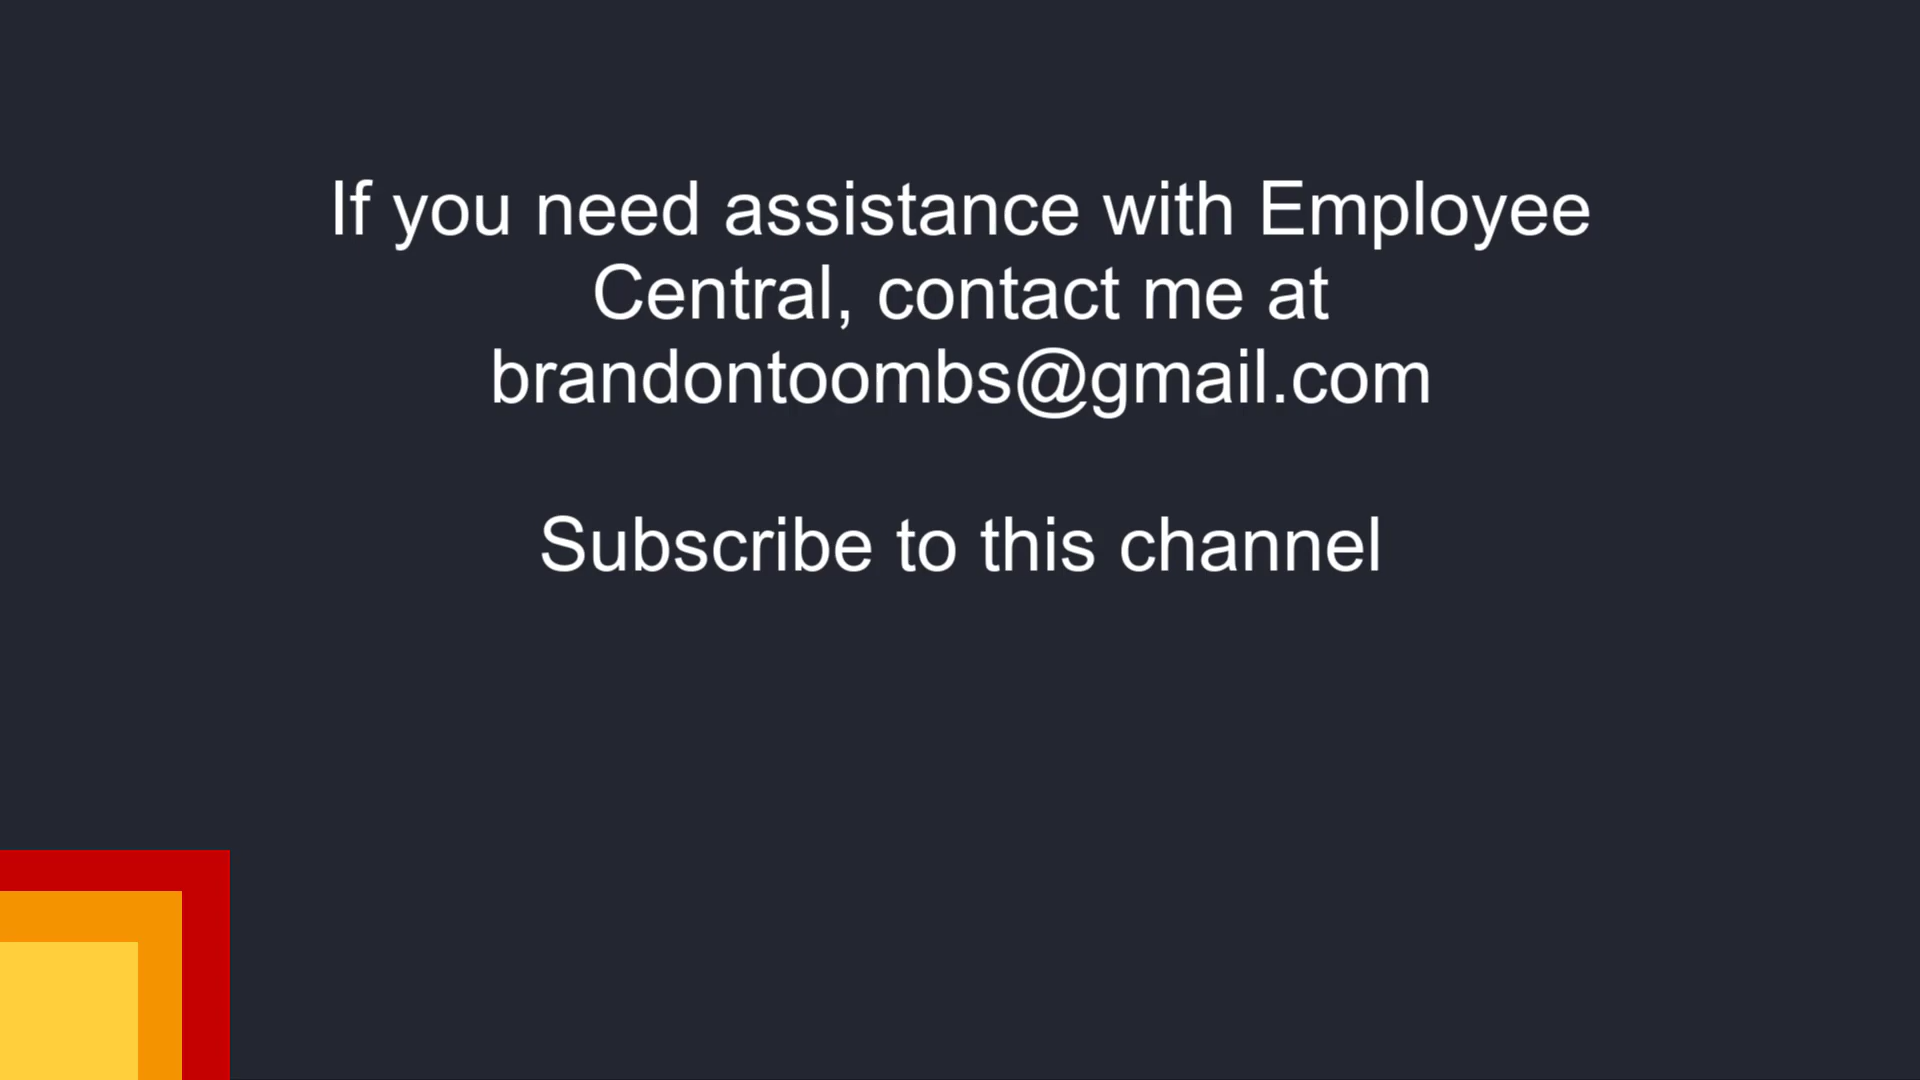 If you need assistance with Employee
Central, contact me at
brandontoombs@gmail.com
Subscribe to this channel